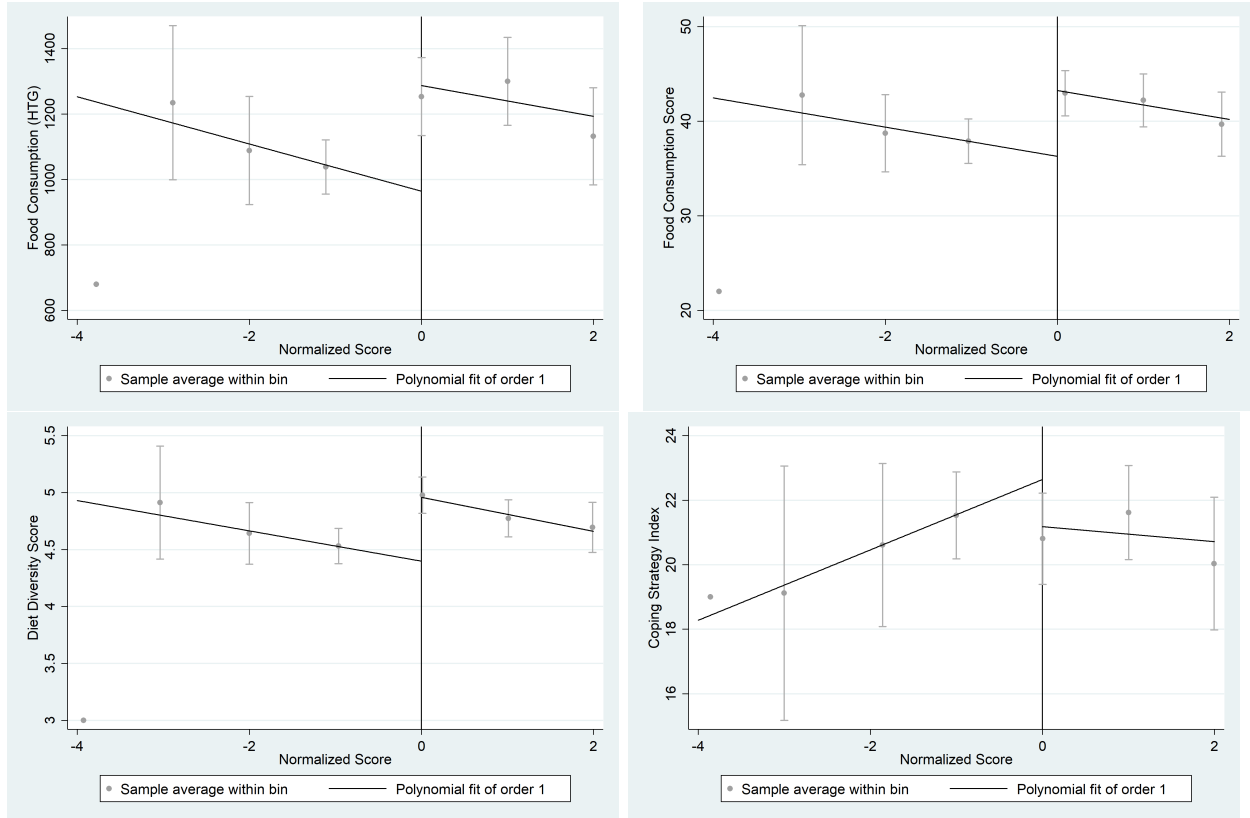 Food Consumption (HTG)
1400
1200
1000
800
600
-4 -2 0 2
Normalized Score
Sample average within bin Polynomial fit of order 1
Food Consumption Score
50
40
30
20
-4 -2 0 2
Normalized Score
Sample average within bin Polynomial fit of order 1
Diet Diversity Score
5.5
5
4.5
4
3.5
3
-4 -2 0 2
Normalized Score
Sample average within bin Polynomial fit of order 1
Coping Strategy Index
24
22
20
18
16
-4 -2 0 2
Normalized Score
Sample average within bin Polynomial fit of order 1